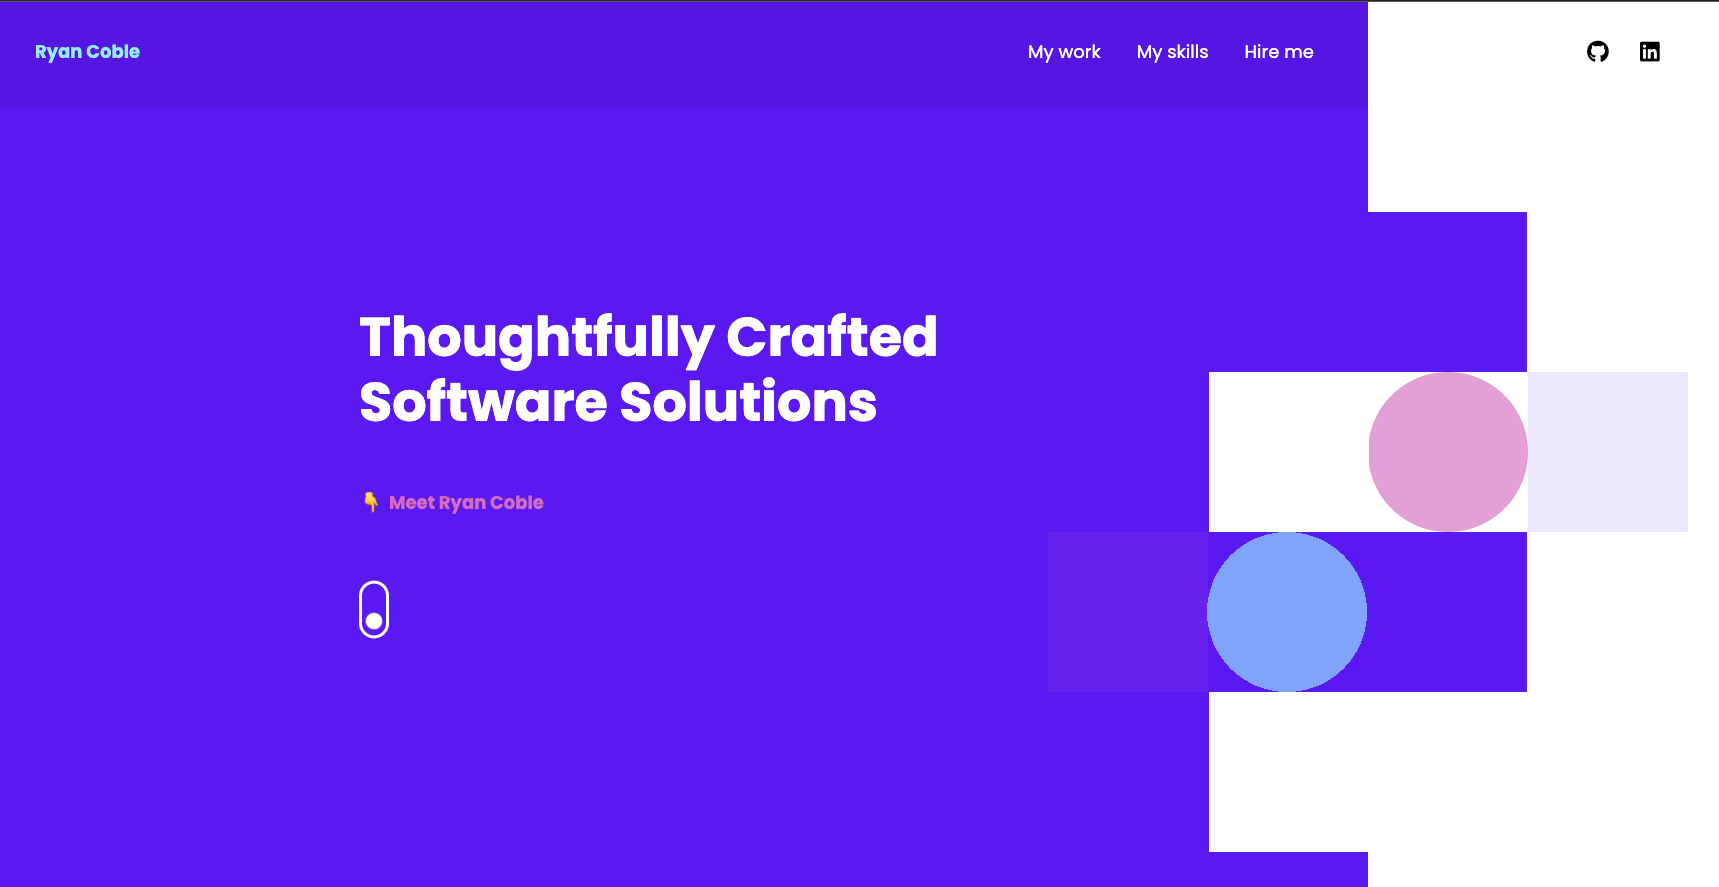 Ryan Coble
My work
My skills
Hire me
Thoughtfully Crafted
Software Solutions
👇 Meet Ryan Coble